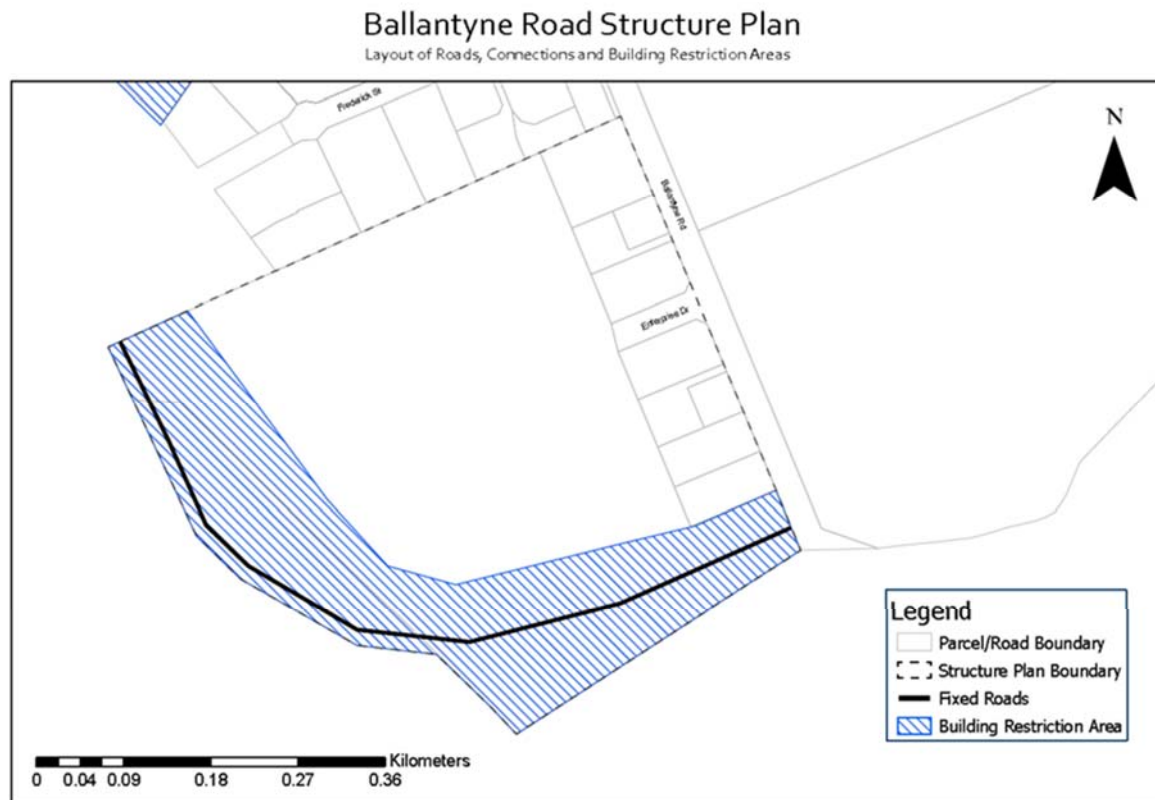 Ballantyne Road Structure Plan
Layout of Roads, Connections and Building Restriction Areas
Frederick St
N
Ballantyne Rd
Enterprise Dr
Legend
Parcel/Road Boundary
Structure Plan Boundary
Fixed Roads
Building Restriction Area
Kilometers
0 0.04 0.09 0.18 0.27 0.36